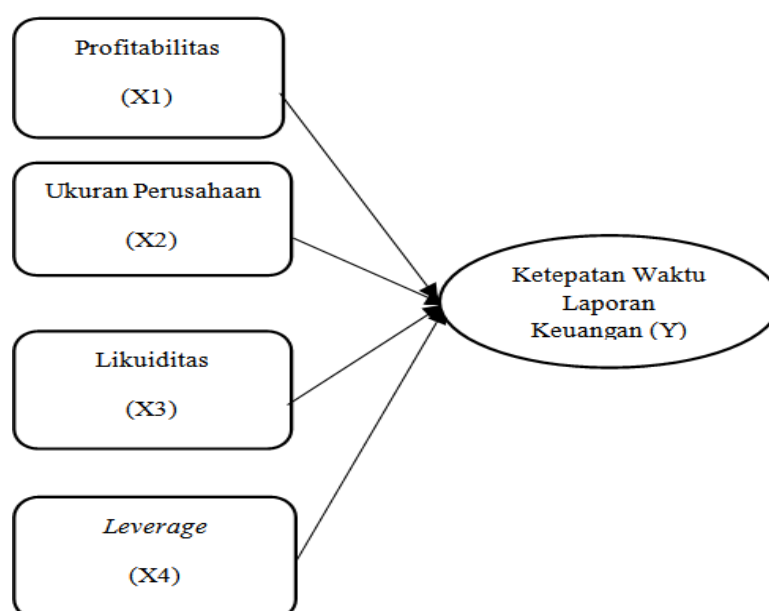 Profitabilitas
(X1)
Ukuran Perusahaan
(X2)
Likuiditas
(X3)
Leverage
(X4)
Ketepatan Waktu
Laporan
Keuangan (Y)